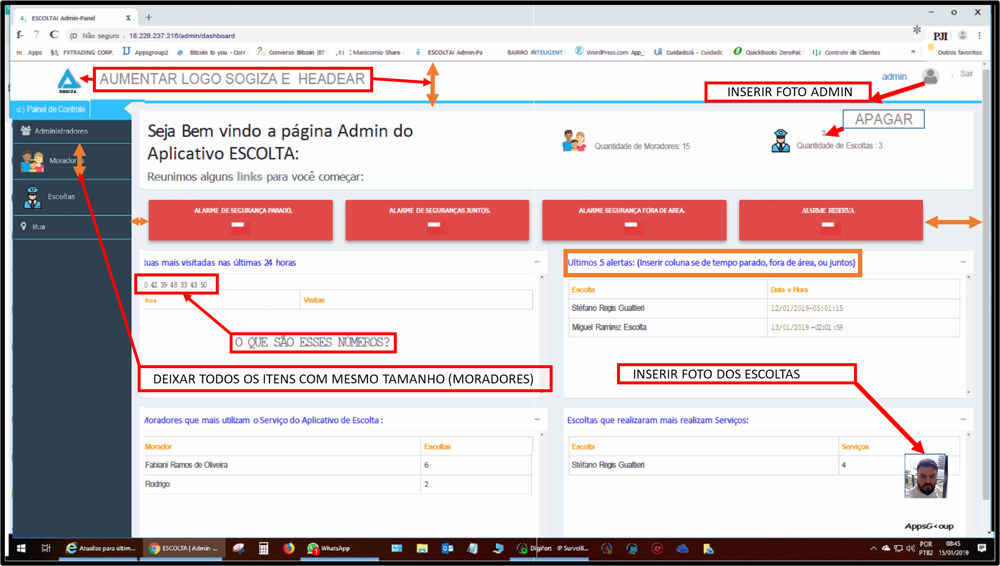 4, ESCOLTAI Admin-Panel X +
f- 7 C (D Não seguro 18.228.237.216/admin/dashboard PJI
m Apps FXTRADING CORP. IJ Appsgroup2 @ Bitcoin to you - Corr Converso Bitcoin (BT Manicomio Share - ê ESCOLTAI Admin-Pa BAIRRO INTEUGENT WordPress.com App_ CuidadoJá - Cuidadc QuickBooks ZeroPai: Controle de Clientes » Outros favoritos
SOGIZA
AUMENTAR LOGO SOGIZA E HEADEAR
admin Sair
INSERIR FOTO ADMIN
Painel de Controle
Administradores
Moradores
Escoltas
Rua
Seja Bem vindo a página Admin do
Aplicativo ESCOLTA:
Reunimos alguns links para você começar:
Quantidade de Moradores: 15
APAGAR
3
Quantidade de Escoltas : 3
ALARME DE SEGURANÇA PARADO.
ALARME DE SEGURANÇAS JUNTOS.
ALARME SEGURANÇA FORA DE AREA.
AIARME RESERVA
tuas mais visitadas nas últimas 24 horas
0 42 39 48 33 43 50
Rua Visitas
O QUE SÃO ESSES NÚMEROS?
DEIXAR TODOS OS ITENS COM MESMO TAMANHO (MORADORES)
Ultimos 5 alertas: (Inserir coluna se de tempo parado, fora de área, ou juntos)
Escolta Data e Hora
Stéfano Regis Gualtieri 12/01/2019-05:01:15
Miguel Ramirez Escolta 13/01/2019 -02:01 :59
INSERIR FOTO DOS ESCOLTAS
Moradores que mais utilizam o Serviço do Aplicativo de Escolta :
Morador Escoltas
Fabiani Ramos de Oliveira 6
Rodrigo 2
Escoltas que realizaram mais realizam Serviços:
Escolta Serviços
Stéfano Regis Gualtieri 4
AppsG<oup
Atualize para últim... ESCOLTA | Admin-... 1 WhatsApp Digifort - IP Surveill... POR 08:45
PTB2 15/01/2019